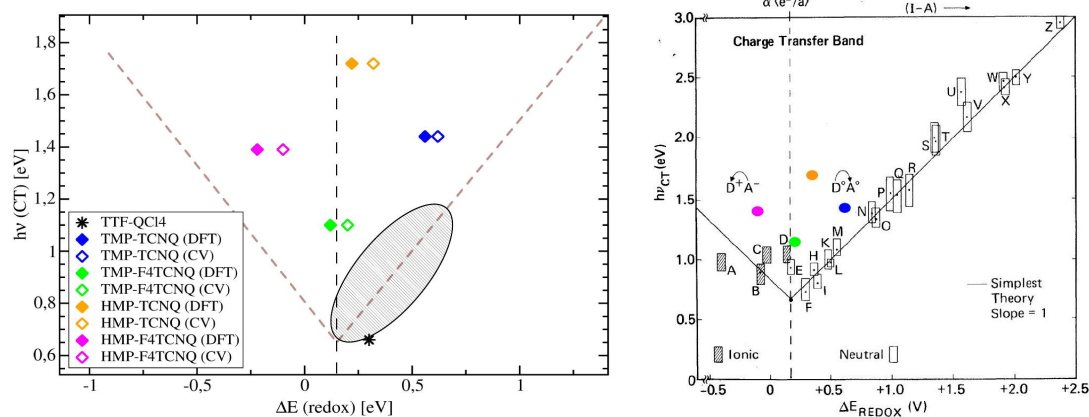 1,8
1,6
1,4
1,2
1
0,8
0,6
hν (CT) [eV]
TTF-QCl4
TMP-TCNQ (DFT)
TMP-TCNQ (CV)
TMP-F4TCNQ (DFT)
TMP-F4TCNQ (CV)
HMP-TCNQ (DFT)
HMP-TCNQ (CV)
HMP-F4TCNQ (DFT)
HMP-F4TCNQ (CV)
-1 -0,5 0 0,5 1
ΔE (redox) [eV]
(I-A)
3.0
2.5
2.0
1.5
1.0
0.5
0
hνCT(eV)
Charge Transfer Band
Z
W Y
X
U
V
T
S
D⁺A⁻ D°A°
P Q R
N
O
M
K
L
H
I
F
E
D
C
B
A
Simplest
Theory
Slope = 1
Ionic Neutral
-0.5 0 +0.5 +1.0 +1.5 +2.0 2.5
ΔEREDOX (V)